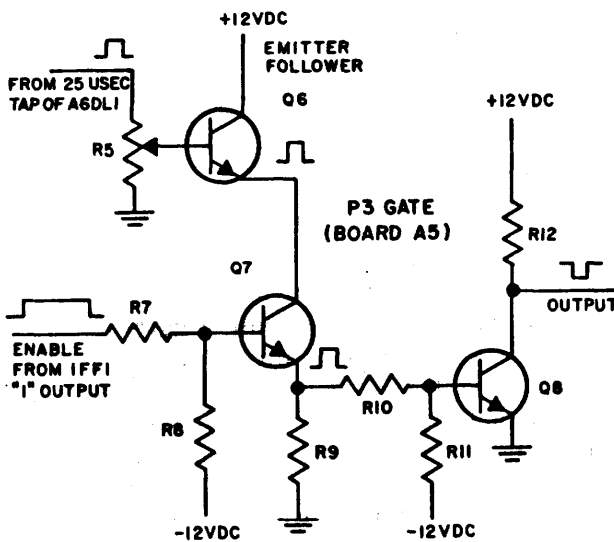 +12VDC
EMITTER
FOLLOWER
FROM 25 USEC
TAP OF A6DL1
Q6
+12VDC
R5
P3 GATE
(BOARD A5)
R12
Q7
R7
OUTPUT
ENABLE
FROM 1FF1
"1" OUTPUT
R10
Q8
R8
R9
R11
-12VDC
-12VDC